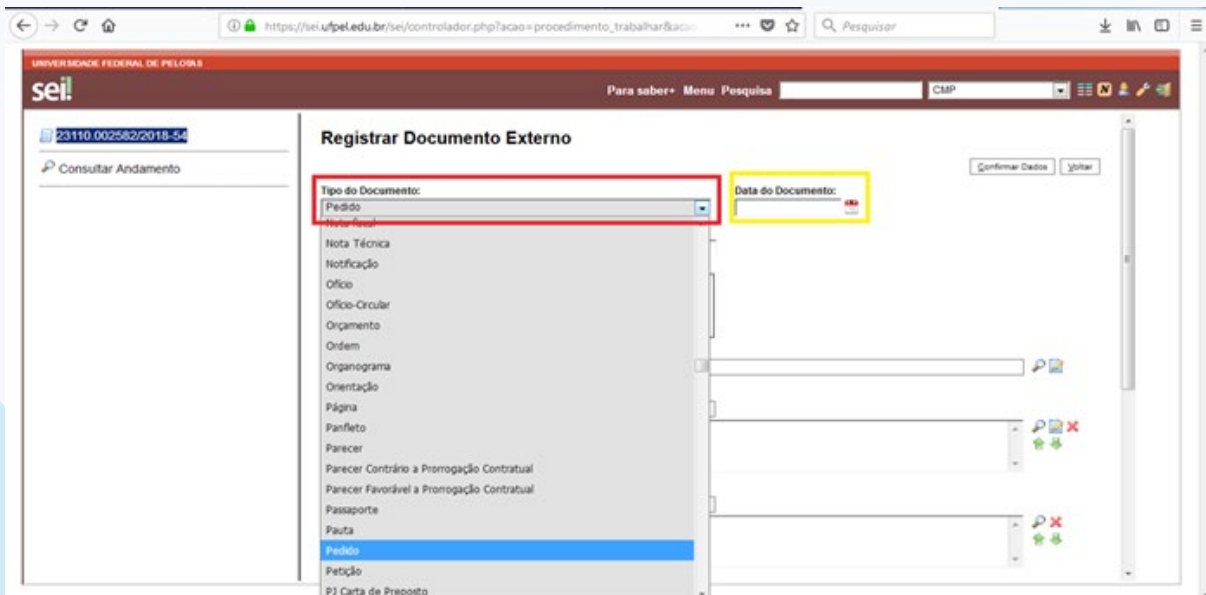 https://sei.ufpel.edu.br/sei/controlador.php?acao=procedimento_trabalhar&acao
Pesquisar
UNIVERSIDADE FEDERAL DE PELOTAS
sei!
Para saber+ Menu Pesquisa
CMP
23110.002582/2018-54
Consultar Andamento
Registrar Documento Externo
Confirmar Dados
Voltar
Tipo do Documento:
Data do Documento:
Pedido
Nota fiscal
Nota Técnica
Notificação
Ofício
Ofício-Circular
Orçamento
Ordem
Organograma
Orientação
Página
Panfleto
Parecer
Parecer Contrário a Prorrogação Contratual
Parecer Favorável a Prorrogação Contratual
Passaporte
Pauta
Pedido
Petição
PJ Carta de Preposto